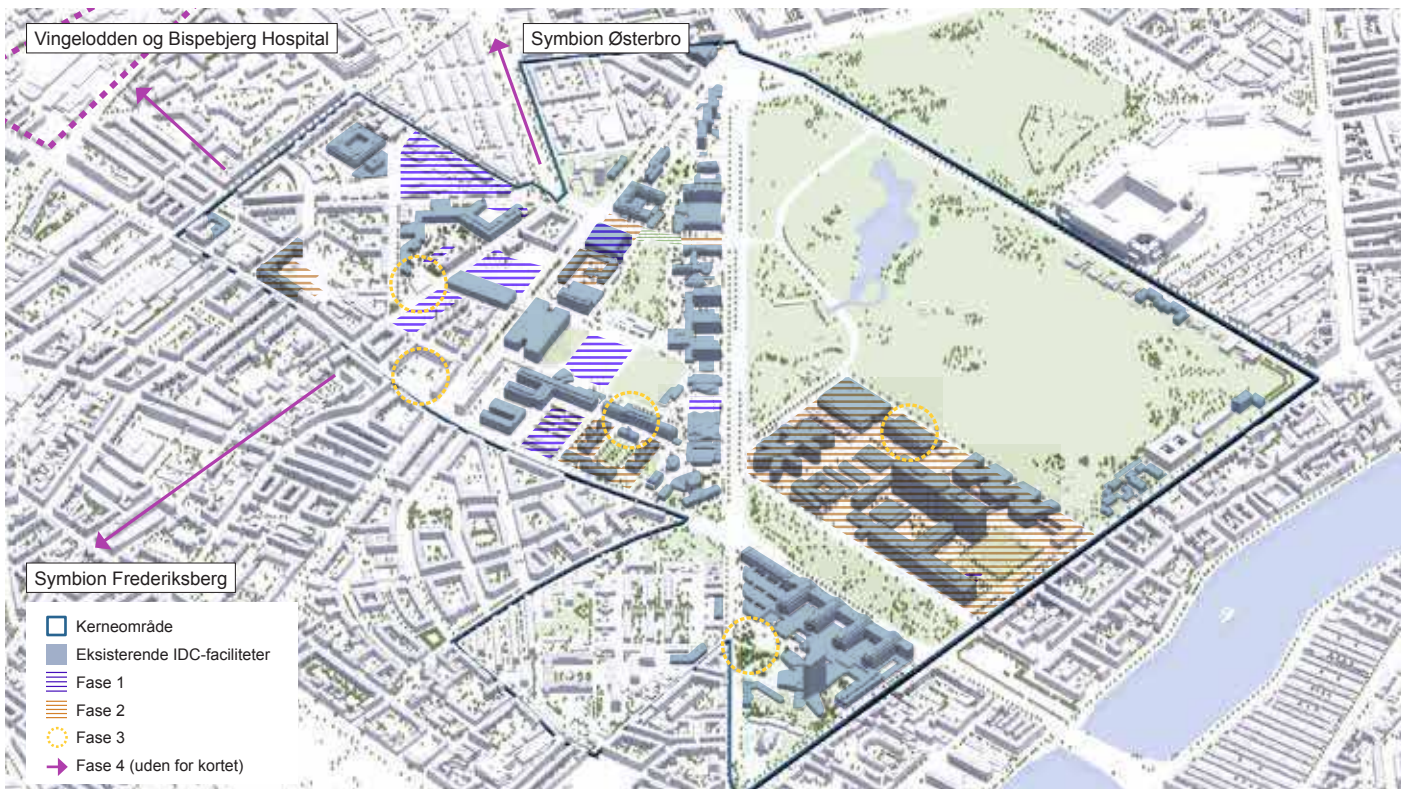 Vingelodden og Bispebjerg Hospital
Symbion Østerbro
Symbion Frederiksberg
Kerneområde
Eksisterende IDC-faciliteter
Fase 1
Fase 2
Fase 3
Fase 4 (uden for kortet)